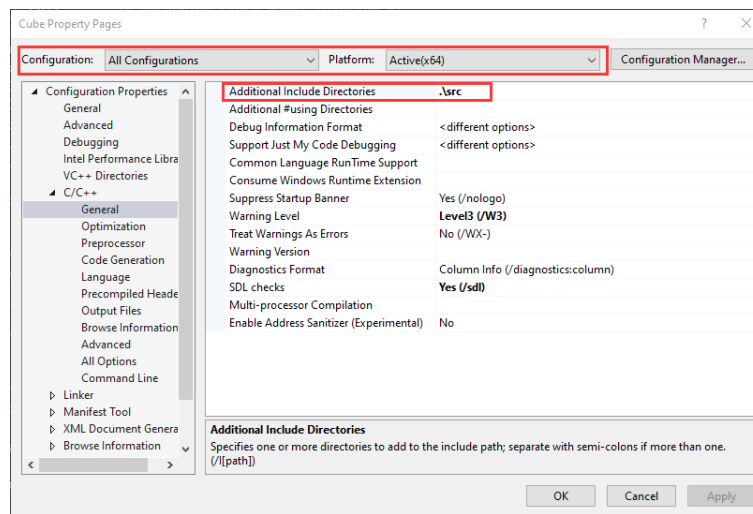 Cube Property Pages
Configuration: All Configurations Platform: Active(x64) Configuration Manager...
Configuration Properties
General
Advanced
Debugging
Intel Performance Libra
VC++ Directories
C/C++
General
Optimization
Preprocessor
Code Generation
Language
Precompiled Heade
Output Files
Browse Information
Advanced
All Options
Command Line
Linker
Manifest Tool
XML Document Genera
Browse Information
Additional Include Directories .\src
Additional #using Directories
Debug Information Format <different options>
Support Just My Code Debugging <different options>
Common Language RunTime Support
Consume Windows Runtime Extension
Suppress Startup Banner Yes (/nologo)
Warning Level Level3 (/W3)
Treat Warnings As Errors No (/WX-)
Warning Version
Diagnostics Format Column Info (/diagnostics:column)
SDL checks Yes (/sdl)
Multi-processor Compilation
Enable Address Sanitizer (Experimental) No
Additional Include Directories
Specifies one or more directories to add to the include path; separate with semi-colons if more than one.
(/I[path])
OK Cancel Apply